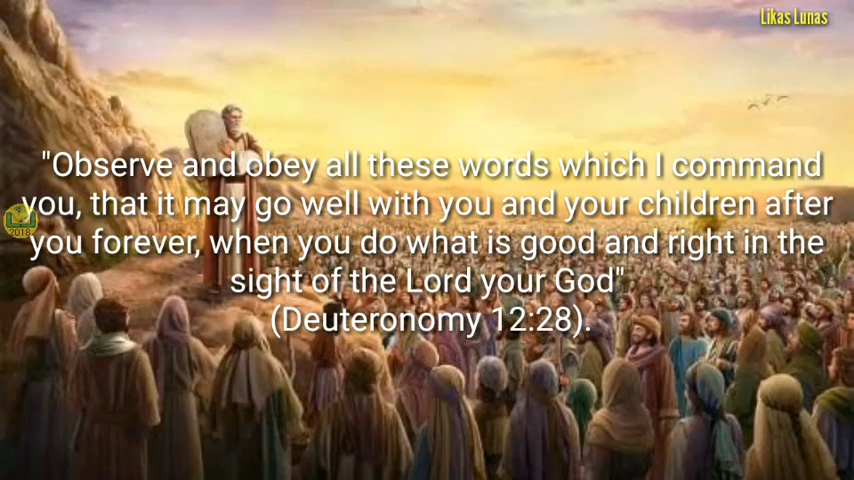 Likas Lunas
"Observe and obey all these words which I command
you, that it may go well with you and your children after
you forever, when you do what is good and right in the
sight of the Lord your God"
(Deuteronomy 12:28).
2018